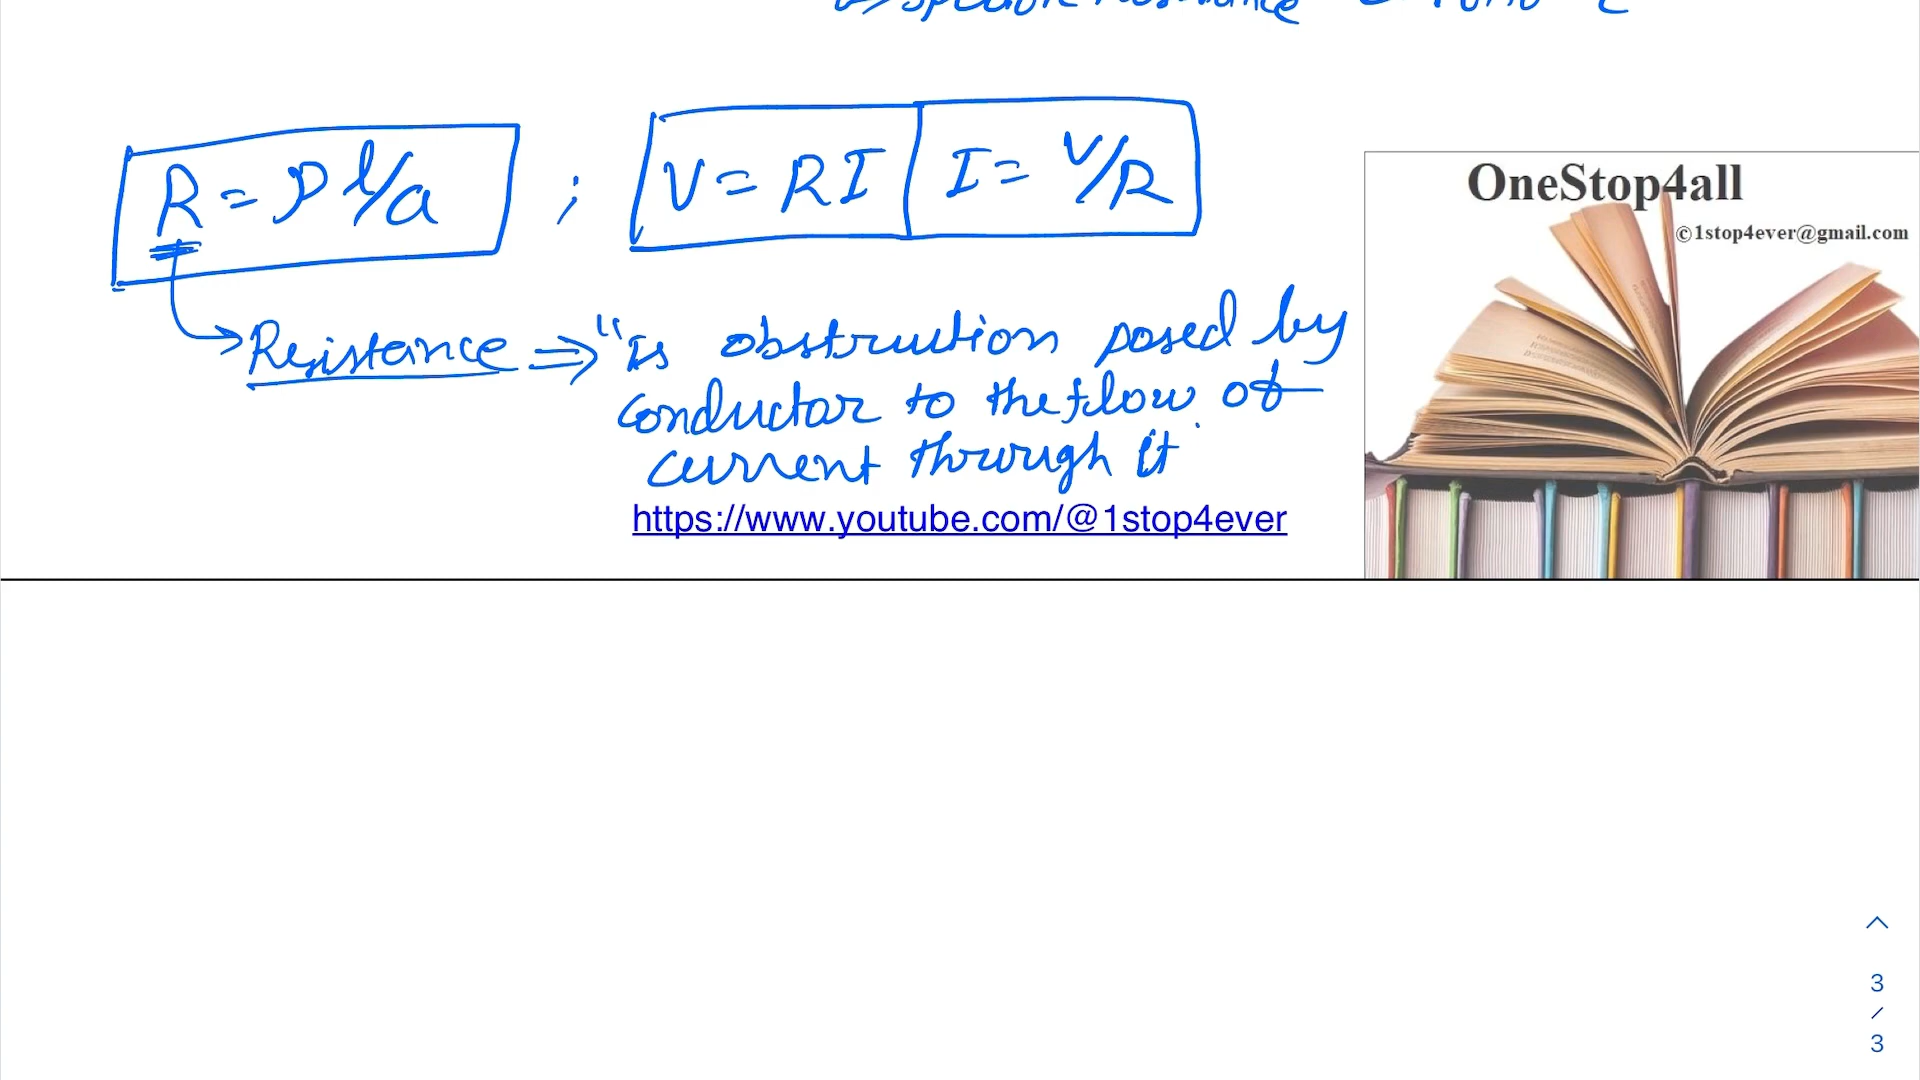 R = ρ l/a ; V = RI I = V/R
OneStop4all
©1stop4ever@gmail.com
Resistance ⇒ "Is obstruction posed by
conductor to the flow of
current through it
https://www.youtube.com/@1stop4ever
3
/
3